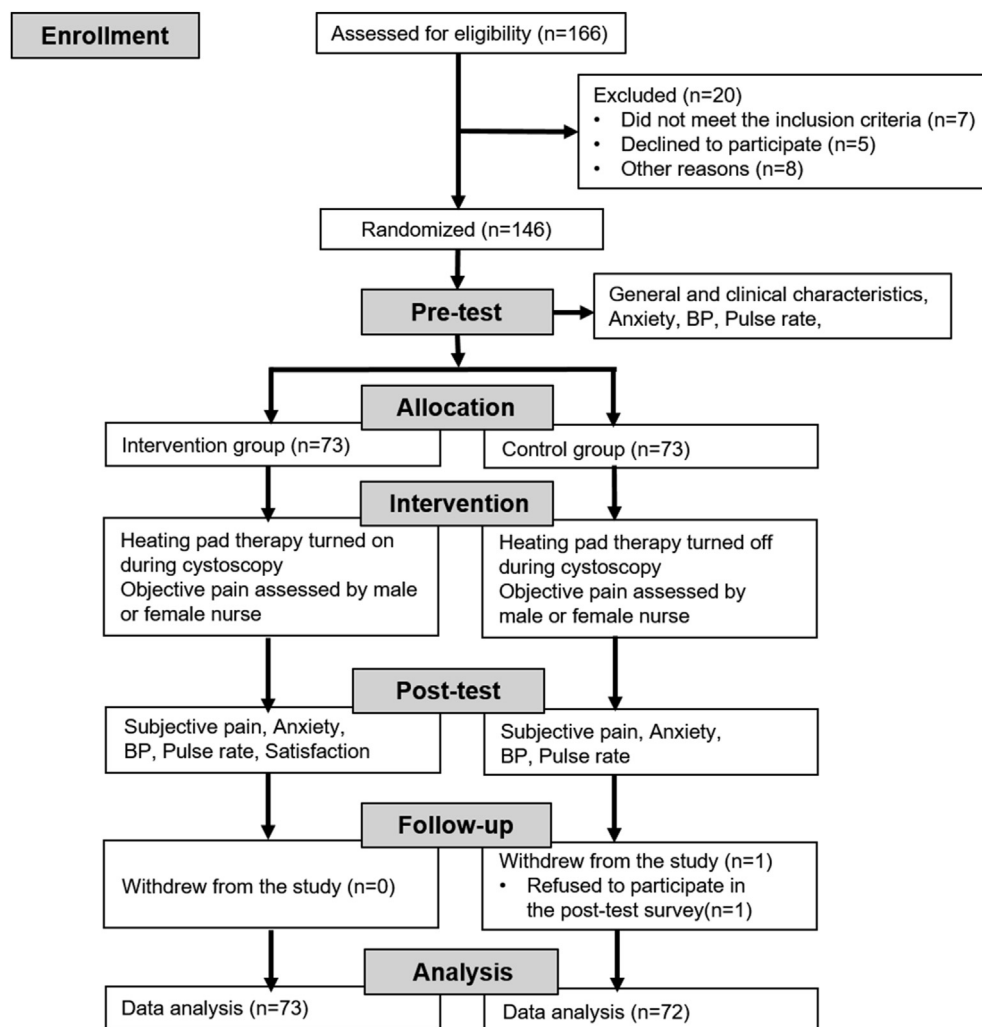 Enrollment
Assessed for eligibility (n=166)
Excluded (n=20)
• Did not meet the inclusion criteria (n=7)
• Declined to participate (n=5)
• Other reasons (n=8)
Randomized (n=146)
Pre-test
General and clinical characteristics,
Anxiety, BP, Pulse rate,
Allocation
Intervention group (n=73)
Control group (n=73)
Intervention
Heating pad therapy turned on
during cystoscopy
Objective pain assessed by male
or female nurse
Heating pad therapy turned off
during cystoscopy
Objective pain assessed by
male or female nurse
Post-test
Subjective pain, Anxiety,
BP, Pulse rate, Satisfaction
Subjective pain, Anxiety,
BP, Pulse rate
Follow-up
Withdrew from the study (n=0)
Withdrew from the study (n=1)
• Refused to participate in
the post-test survey(n=1)
Analysis
Data analysis (n=73)
Data analysis (n=72)